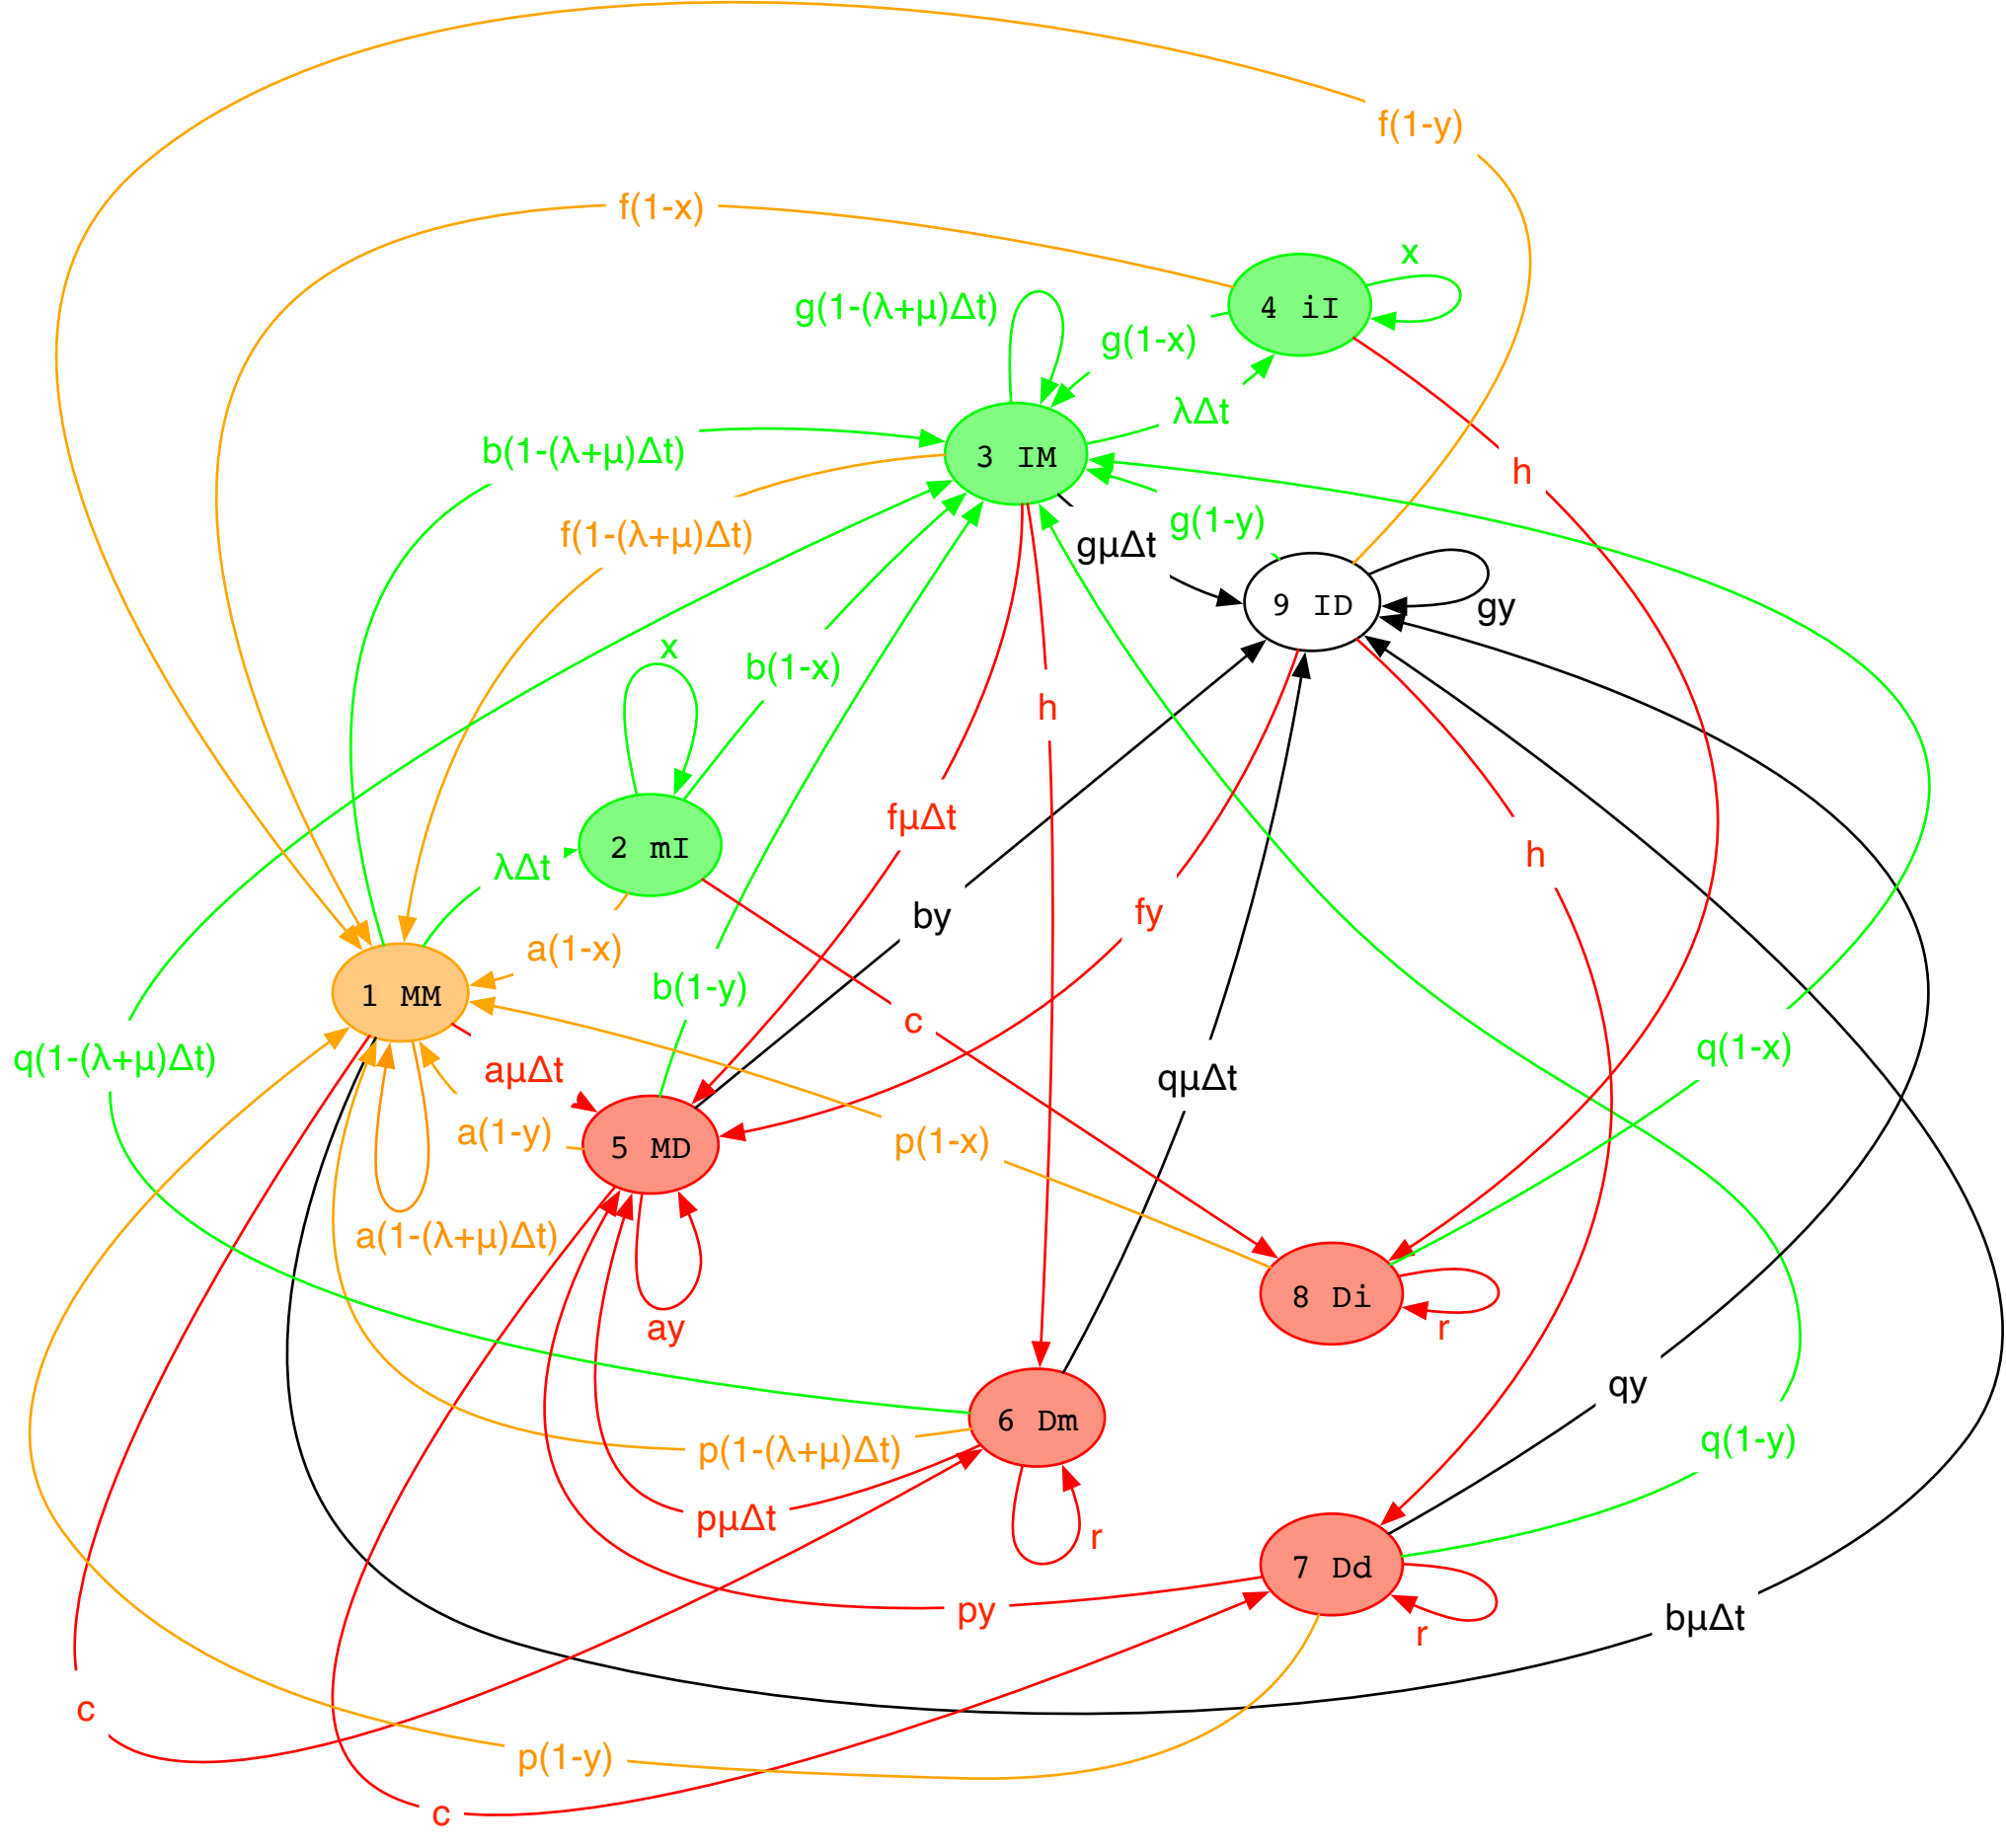 f(1-y)
f(1-x)
x
4 iI
g(1-(λ+μ)Δt)
g(1-x)
λΔt
b(1-(λ+μ)Δt)
3 IM
h
f(1-(λ+μ)Δt)
gμΔt
g(1-y)
9 ID
gy
x
b(1-x)
h
fμΔt
2 mI
λΔt
h
by
fy
a(1-x)
b(1-y)
1 MM
c
q(1-(λ+μ)Δt)
aμΔt
qμΔt
q(1-x)
a(1-y)
5 MD
p(1-x)
a(1-(λ+μ)Δt)
8 Di
ay
r
qy
6 Dm
p(1-(λ+μ)Δt)
q(1-y)
pμΔt
r
7 Dd
py
r
bμΔt
c
p(1-y)
c